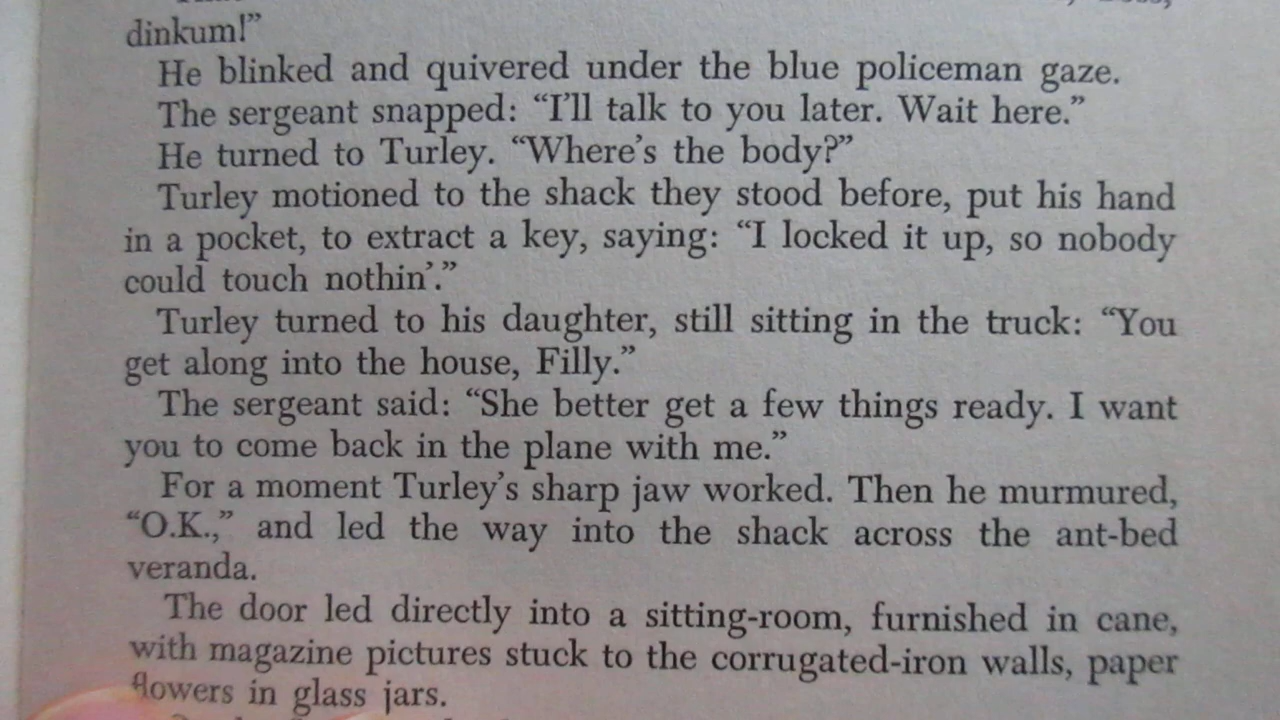 dinkum!”
He blinked and quivered under the blue policeman gaze.
The sergeant snapped: “I’ll talk to you later. Wait here.”
He turned to Turley. “Where’s the body?”
Turley motioned to the shack they stood before, put his hand
in a pocket, to extract a key, saying: “I locked it up, so nobody
could touch nothin’.”
Turley turned to his daughter, still sitting in the truck: “You
get along into the house, Filly.”
The sergeant said: “She better get a few things ready. I want
you to come back in the plane with me.”
For a moment Turley’s sharp jaw worked. Then he murmured,
“O.K.,” and led the way into the shack across the ant-bed
veranda.
The door led directly into a sitting-room, furnished in cane,
with magazine pictures stuck to the corrugated-iron walls, paper
flowers in glass jars.